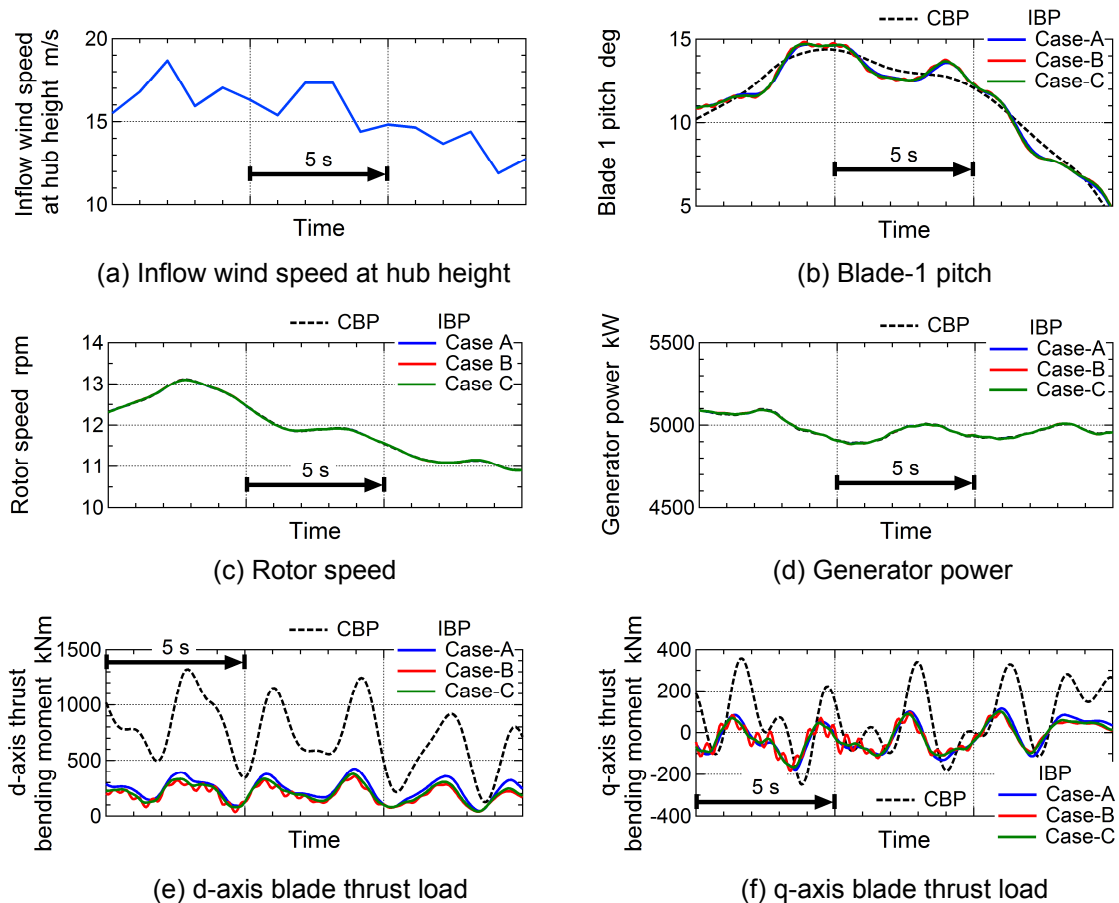 Inflow wind speed
at hub height  m/s
20
15
10
5 s
Time
(a) Inflow wind speed at hub height
CBP
IBP
Case-A
Case-B
Case-C
Blade 1 pitch  deg
15
10
5
5 s
Time
(b) Blade-1 pitch
CBP
IBP
Case A
Case B
Case C
Rotor speed  rpm
14
13
12
11
10
5 s
Time
(c) Rotor speed
CBP
IBP
Case-A
Case-B
Case-C
Generator power  kW
5500
5000
4500
5 s
Time
(d) Generator power
CBP
IBP
Case-A
Case-B
Case-C
d-axis thrust
bending moment  kNm
1500
1000
500
0
5 s
Time
(e) d-axis blade thrust load
q-axis thrust
bending moment  kNm
400
200
0
-200
-400
5 s
CBP
IBP
Case-A
Case-B
Case-C
Time
(f) q-axis blade thrust load